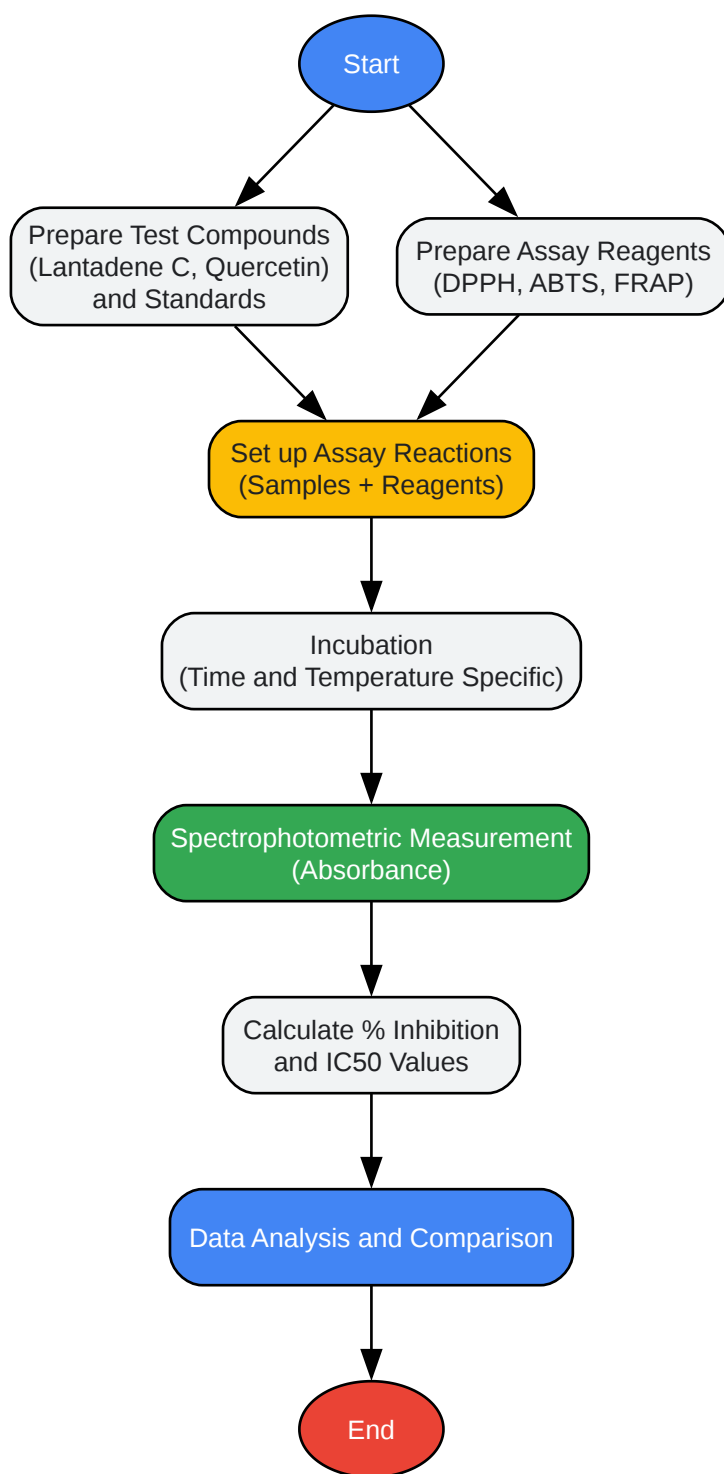 Start
Prepare Test Compounds
(Lantadene C, Quercetin)
and Standards
Prepare Assay Reagents
(DPPH, ABTS, FRAP)
Set up Assay Reactions
(Samples + Reagents)
Incubation
(Time and Temperature Specific)
Spectrophotometric Measurement
(Absorbance)
Calculate % Inhibition
and IC50 Values
Data Analysis and Comparison
End